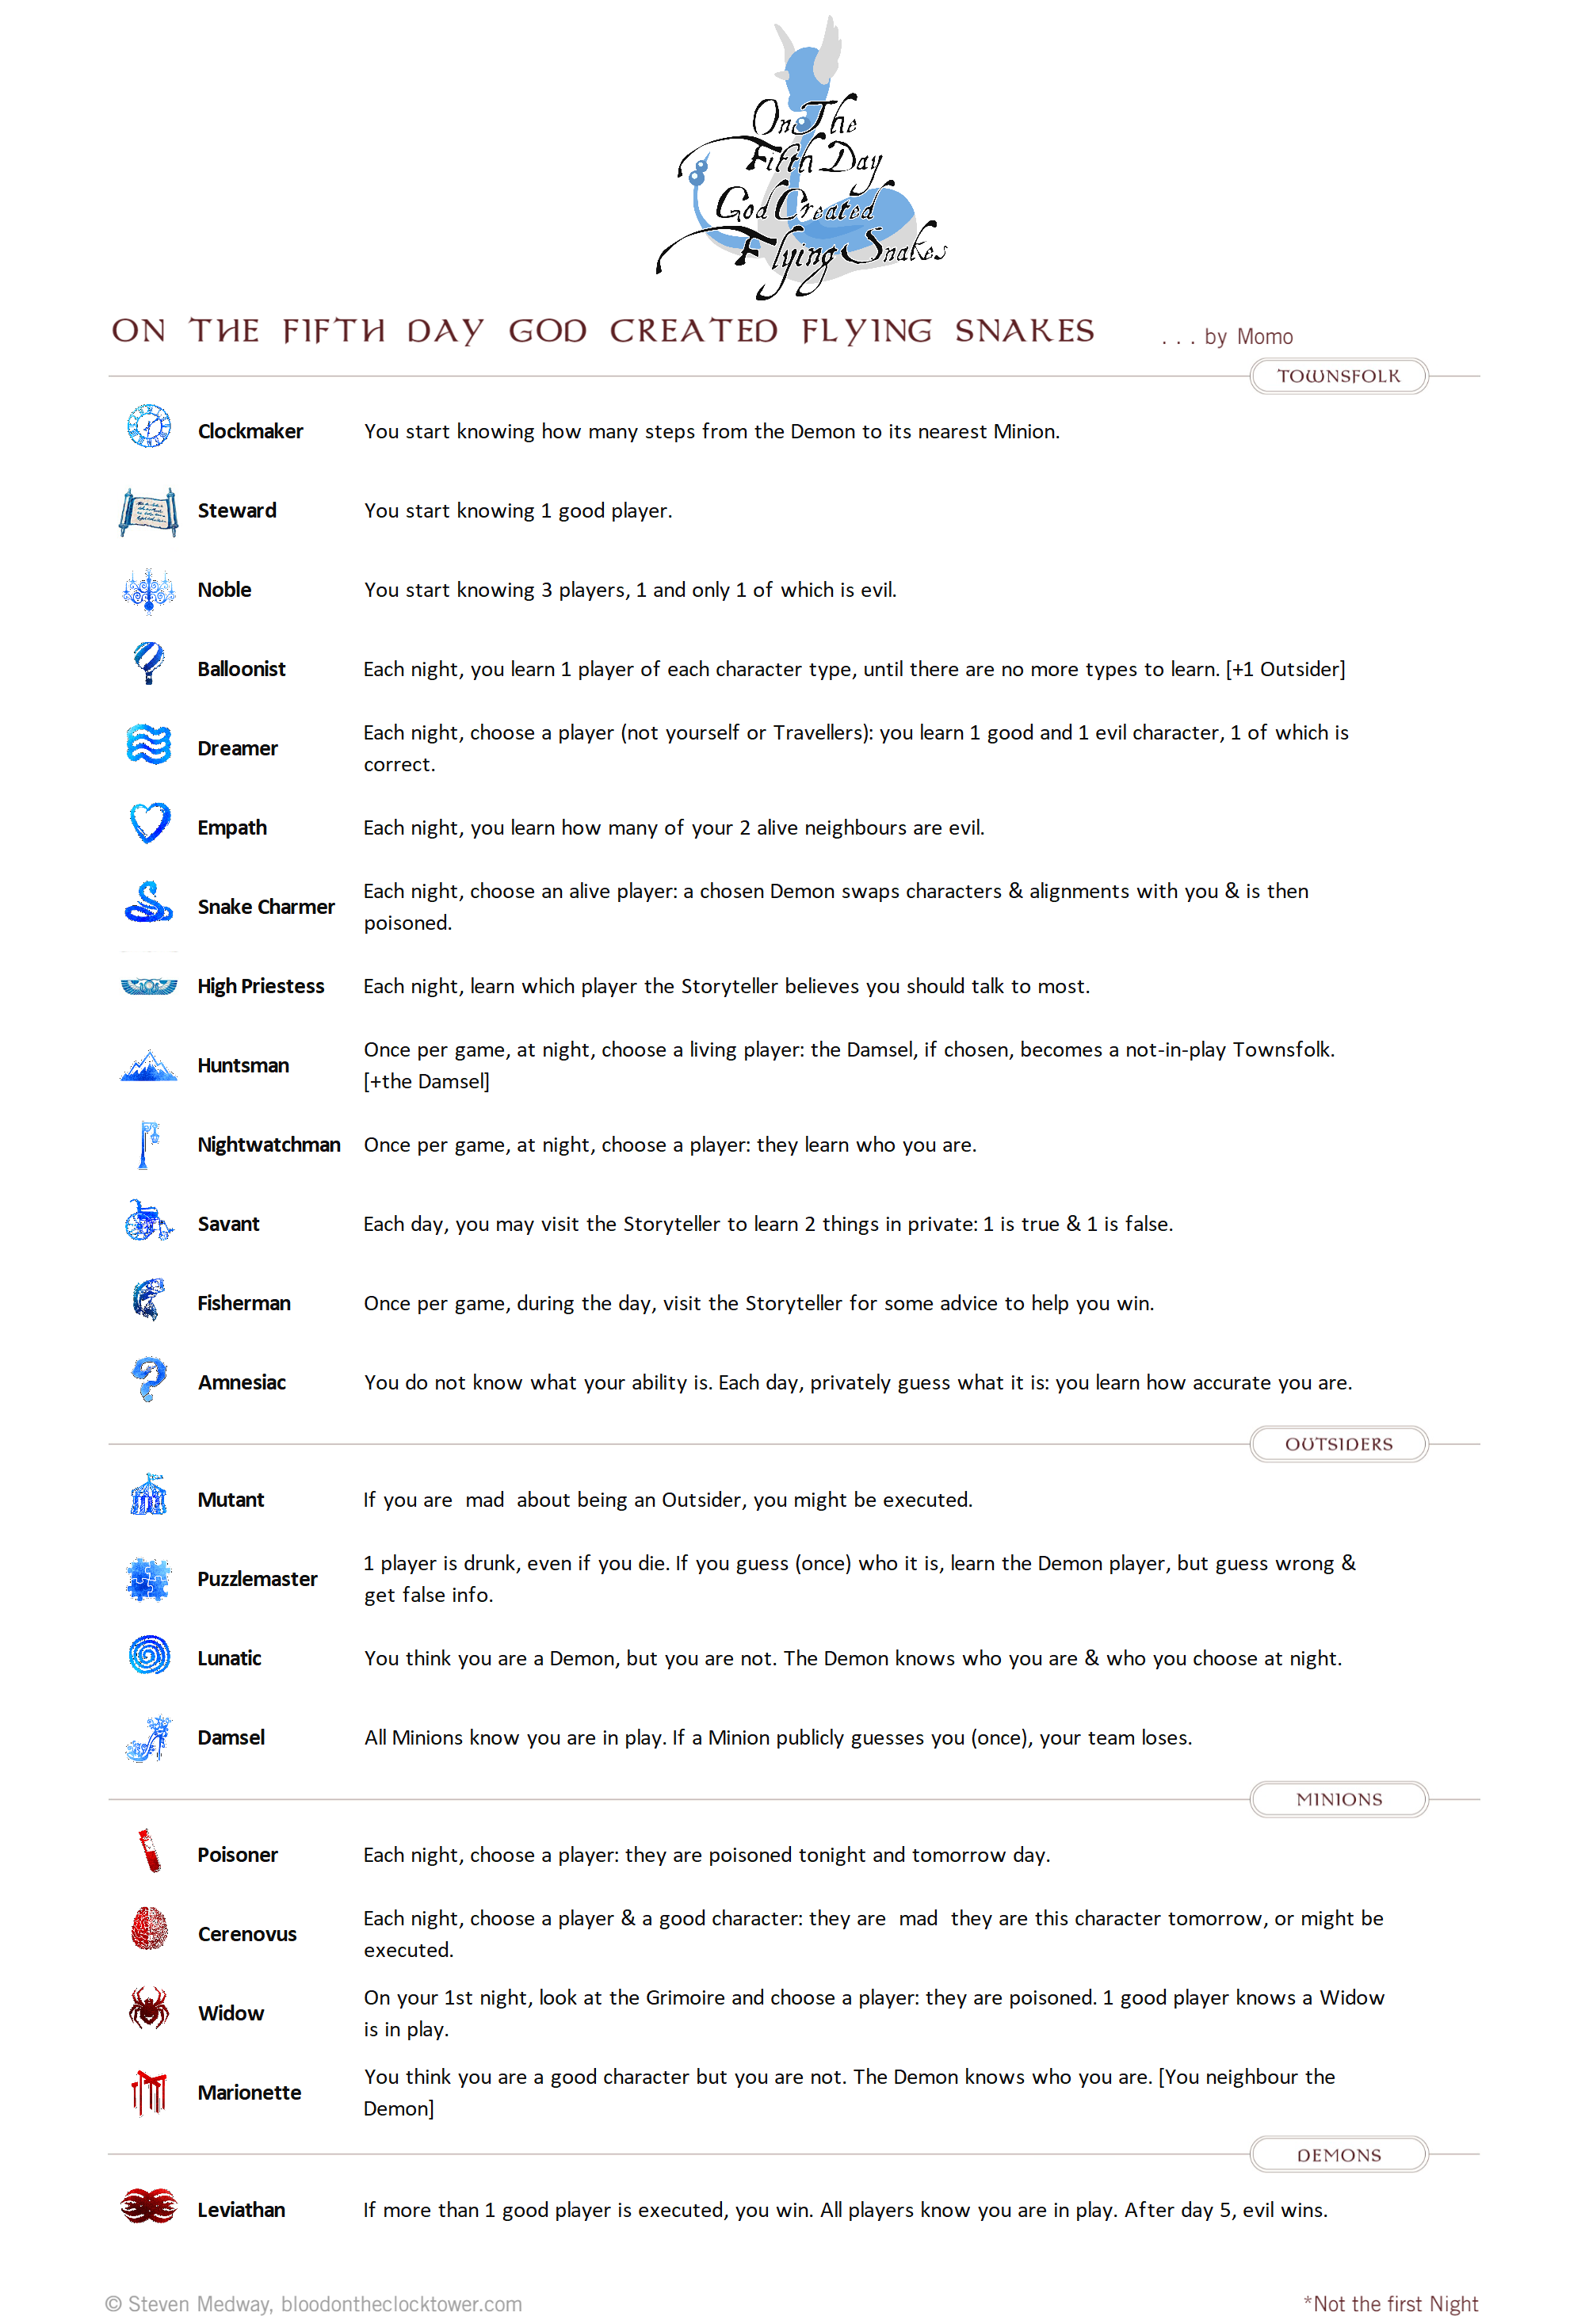 On The
Fifth Day
God Created
Flying Snakes
ON THE FIFTH DAY GOD CREATED FLYING SNAKES . . . by Momo
TOWNSFOLK
Clockmaker You start knowing how many steps from the Demon to its nearest Minion.
Steward You start knowing 1 good player.
Noble You start knowing 3 players, 1 and only 1 of which is evil.
Balloonist Each night, you learn 1 player of each character type, until there are no more types to learn. [+1 Outsider]
Dreamer Each night, choose a player (not yourself or Travellers): you learn 1 good and 1 evil character, 1 of which is
correct.
Empath Each night, you learn how many of your 2 alive neighbours are evil.
Snake Charmer Each night, choose an alive player: a chosen Demon swaps characters & alignments with you & is then
poisoned.
High Priestess Each night, learn which player the Storyteller believes you should talk to most.
Huntsman Once per game, at night, choose a living player: the Damsel, if chosen, becomes a not-in-play Townsfolk.
[+the Damsel]
Nightwatchman Once per game, at night, choose a player: they learn who you are.
Savant Each day, you may visit the Storyteller to learn 2 things in private: 1 is true & 1 is false.
Fisherman Once per game, during the day, visit the Storyteller for some advice to help you win.
Amnesiac You do not know what your ability is. Each day, privately guess what it is: you learn how accurate you are.
OUTSIDERS
Mutant If you are mad about being an Outsider, you might be executed.
Puzzlemaster 1 player is drunk, even if you die. If you guess (once) who it is, learn the Demon player, but guess wrong &
get false info.
Lunatic You think you are a Demon, but you are not. The Demon knows who you are & who you choose at night.
Damsel All Minions know you are in play. If a Minion publicly guesses you (once), your team loses.
MINIONS
Poisoner Each night, choose a player: they are poisoned tonight and tomorrow day.
Cerenovus Each night, choose a player & a good character: they are mad they are this character tomorrow, or might be
executed.
Widow On your 1st night, look at the Grimoire and choose a player: they are poisoned. 1 good player knows a Widow
is in play.
Marionette You think you are a good character but you are not. The Demon knows who you are. [You neighbour the
Demon]
DEMONS
Leviathan If more than 1 good player is executed, you win. All players know you are in play. After day 5, evil wins.
© Steven Medway, bloodontheclocktower.com *Not the first Night